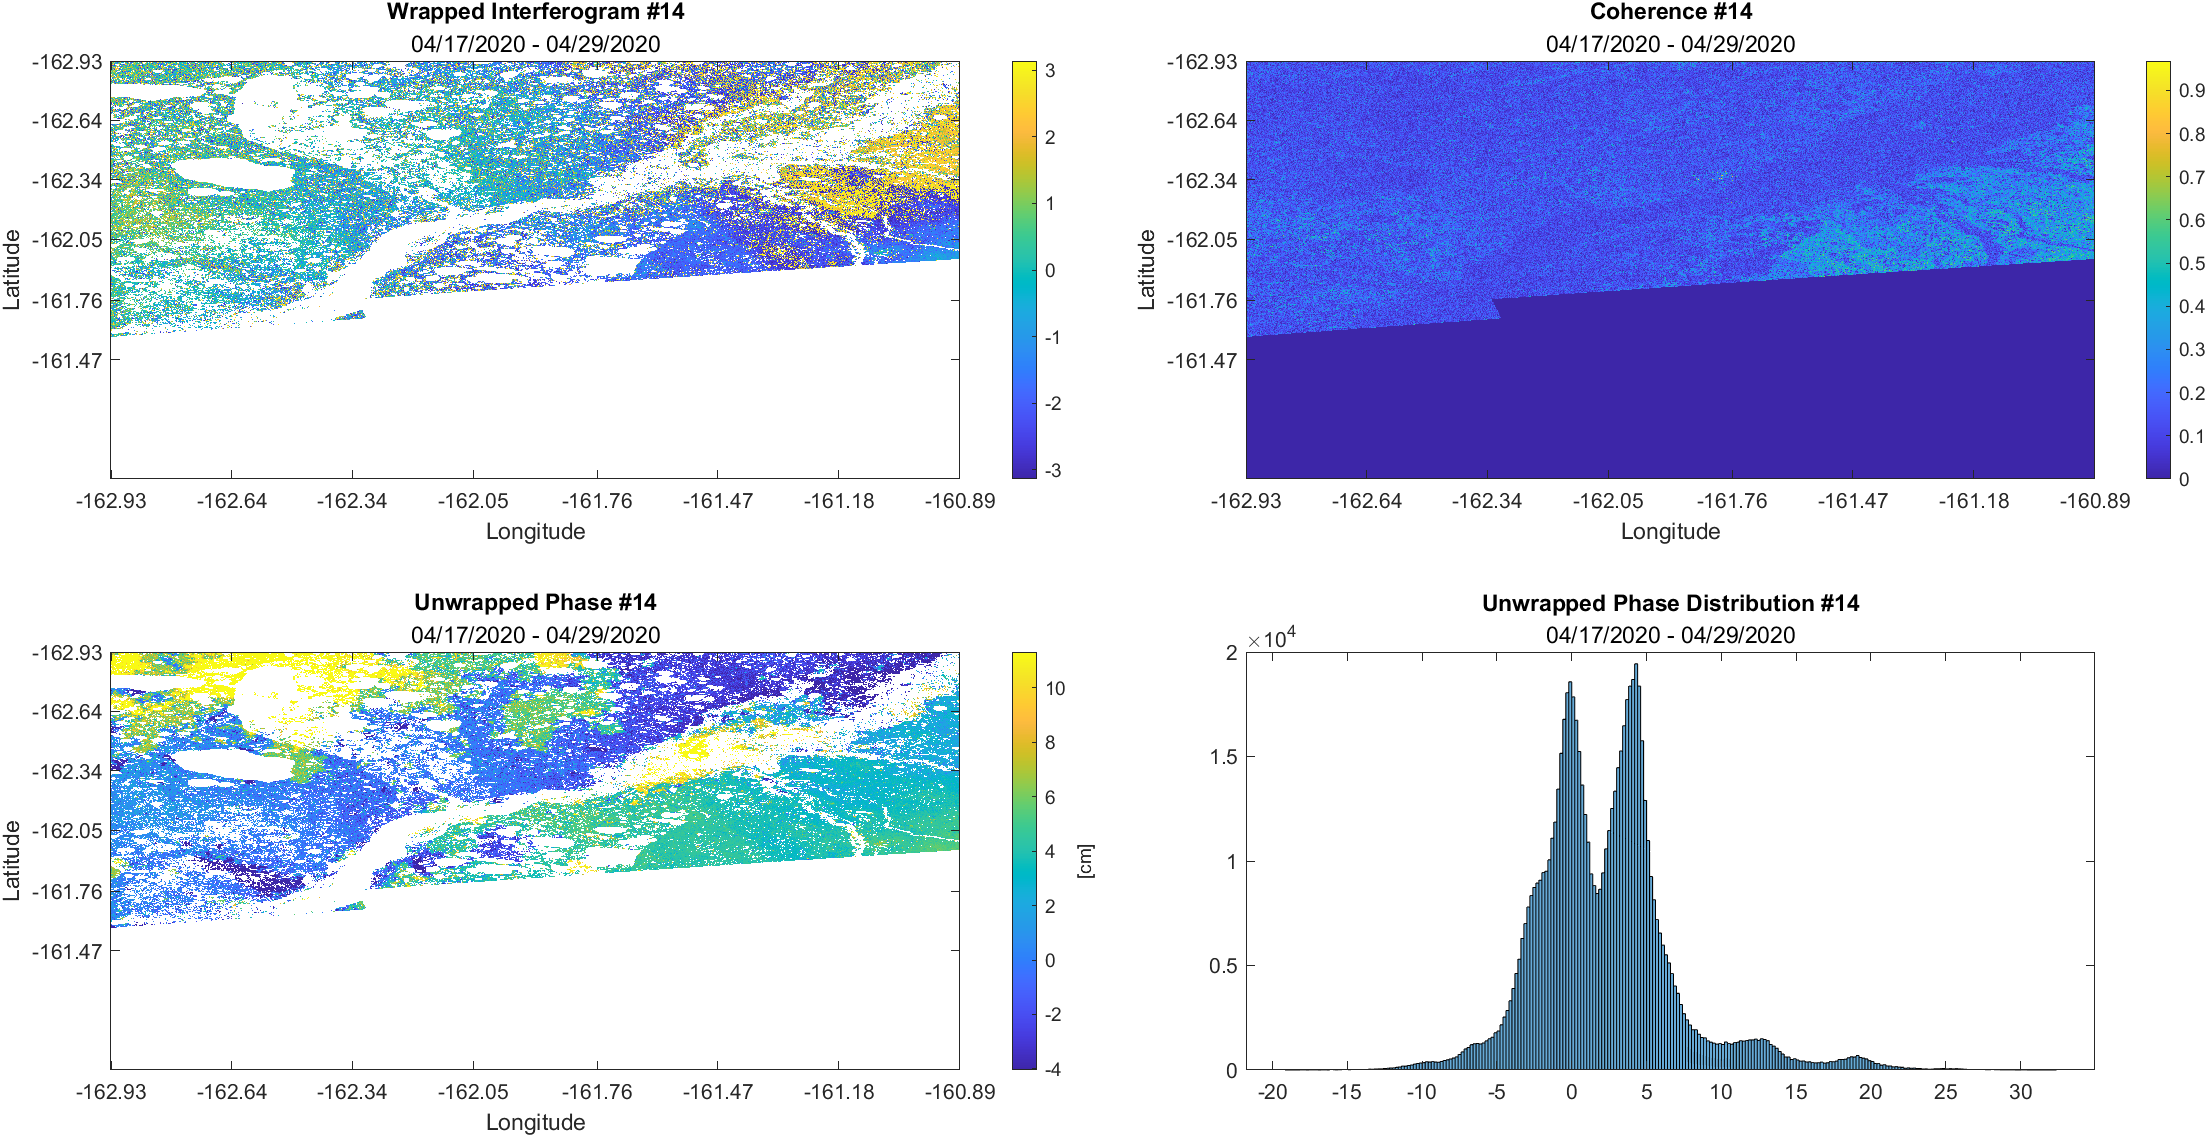 Wrapped Interferogram #14
04/17/2020 - 04/29/2020
-162.93
-162.64
-162.34
-162.05
-161.76
-161.47
Latitude
-162.93 -162.64 -162.34 -162.05 -161.76 -161.47 -161.18 -160.89
Longitude
3
2
1
0
-1
-2
-3
Coherence #14
04/17/2020 - 04/29/2020
-162.93
-162.64
-162.34
-162.05
-161.76
-161.47
Latitude
-162.93 -162.64 -162.34 -162.05 -161.76 -161.47 -161.18 -160.89
Longitude
0.9
0.8
0.7
0.6
0.5
0.4
0.3
0.2
0.1
0
Unwrapped Phase #14
04/17/2020 - 04/29/2020
-162.93
-162.64
-162.34
-162.05
-161.76
-161.47
Latitude
-162.93 -162.64 -162.34 -162.05 -161.76 -161.47 -161.18 -160.89
Longitude
10
8
6
4
2
0
-2
-4
[cm]
Unwrapped Phase Distribution #14
04/17/2020 - 04/29/2020
×10⁴
2
1.5
1
0.5
0
-20 -15 -10 -5 0 5 10 15 20 25 30